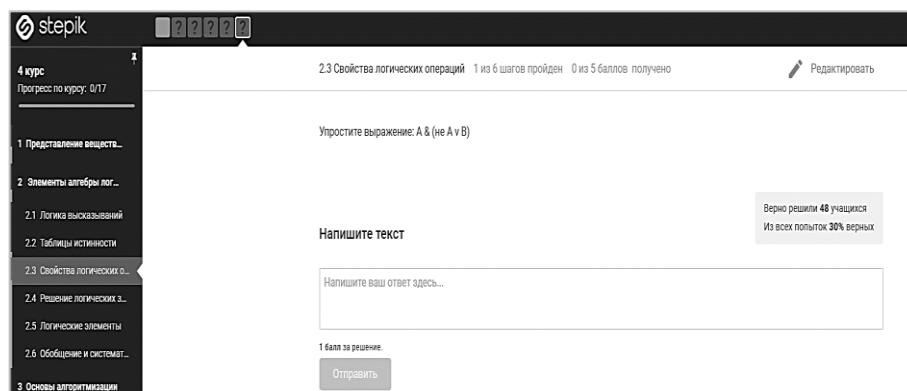 stepik
? ? ? ? ?
4 курс
Прогресс по курсу: 0/17
1 Представление веществ...
2 Элементы алгебры лог...
2.1 Логика высказываний
2.2 Таблицы истинности
2.3 Свойства логических о...
2.4 Решение логических з...
2.5 Логические элементы
2.6 Обобщение и системат...
3 Основы алгоритмизации
2.3 Свойства логических операций 1 из 6 шагов пройден 0 из 5 баллов получено
Редактировать
Упростите выражение: A & (не A v B)
Верно решили 48 учащихся
Из всех попыток 30% верных
Напишите текст
Напишите ваш ответ здесь...
1 балл за решение.
Отправить